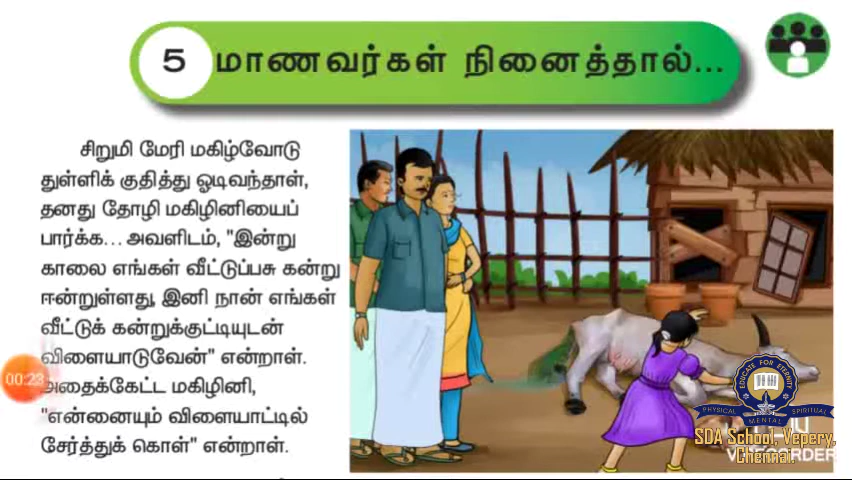 5 மாணவர்கள் நினைத்தால்...
சிறுமி மேரி மகிழ்வோடு
துள்ளிக் குதித்து ஓடிவந்தாள்,
தனது தோழி மகிழினியைப்
பார்க்க... அவளிடம், "இன்று
காலை எங்கள் வீட்டுப்பசு கன்று
ஈன்றுள்ளது, இனி நான் எங்கள்
வீட்டுக் கன்றுக்குட்டியுடன்
விளையாடுவேன்" என்றாள்.
அதைக்கேட்ட மகிழினி,
"என்னையும் விளையாட்டில்
சேர்த்துக் கொள்" என்றாள்.
00:23
EDUCATE FOR ETERNITY
PHYSICAL MENTAL SPIRITUAL
SDA School, Vepery,
Chennai.